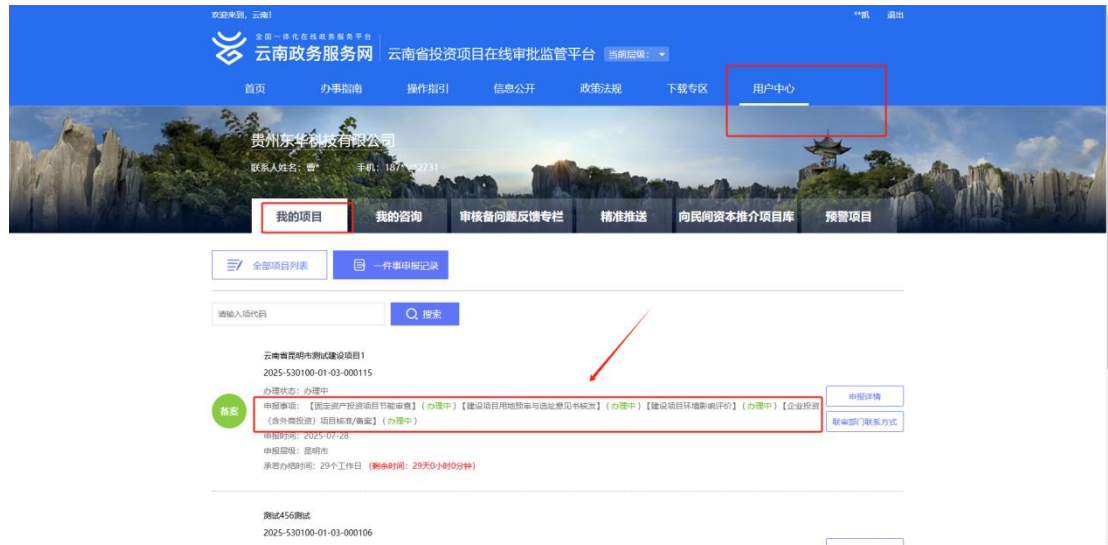 欢迎来到，云南！
**凯 退出
全国一体化在线政务服务平台
云南政务服务网 云南省投资项目在线审批监管平台 当前层级：
首页 办事指南 操作指引 信息公开 政策法规 下载专区 用户中心
贵州东华科技有限公司
联系人姓名：曹* 手机：187****2731
我的项目 我的咨询 审核备问题反馈专栏 精准推送 向民间资本推介项目库 预警项目
全部项目列表 一件事申报记录
请输入项代码 搜索
云南省昆明市测试建设项目1
2025-530100-01-03-000115
办理状态：办理中
备案
申报事项：【固定资产投资项目节能审查】（办理中）【建设项目用地预审与选址意见书核发】（办理中）【建设项目环境影响评价】（办理中）【企业投资
（含外商投资）项目核准/备案】（办理中）
申报时间：2025-07-28
申报层级：昆明市
承若办结时间：29个工作日（剩余时间：29天0小时0分钟）
申报详情
联审部门联系方式
测试456测试
2025-530100-01-03-000106